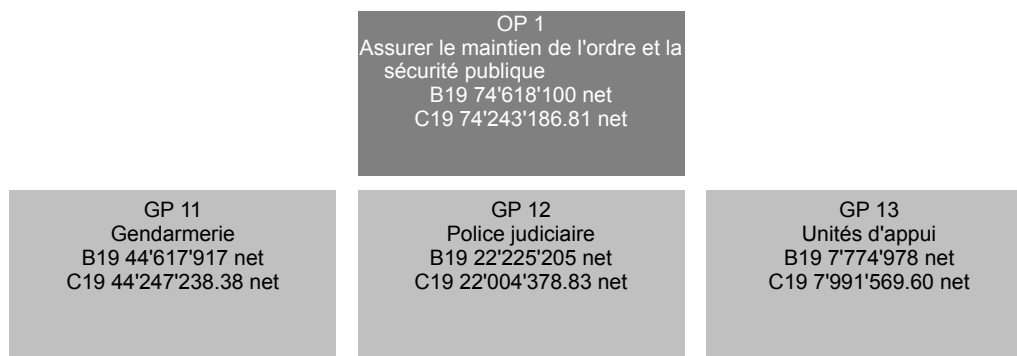 OP 1
Assurer le maintien de l'ordre et la
sécurité publique
B19 74'618'100 net
C19 74'243'186.81 net
GP 11
Gendarmerie
B19 44'617'917 net
C19 44'247'238.38 net
GP 12
Police judiciaire
B19 22'225'205 net
C19 22'004'378.83 net
GP 13
Unités d'appui
B19 7'774'978 net
C19 7'991'569.60 net